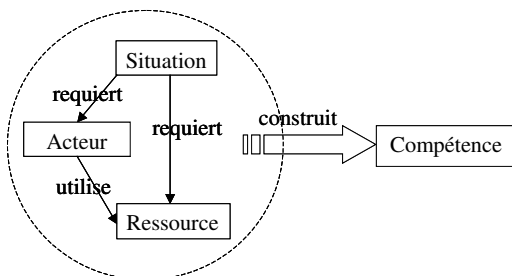 Situation
requiert
construit
requiert
Acteur
Compétence
utilise
Ressource